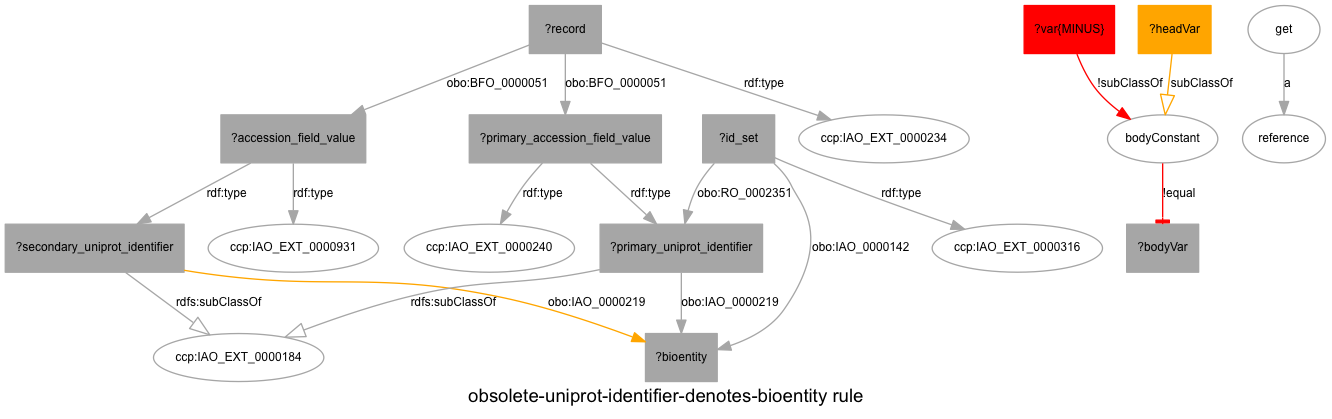 ?record
?var{MINUS}
?headVar
get
obo:BFO_0000051
obo:BFO_0000051
rdf:type
!subClassOf
subClassOf
a
?accession_field_value
?primary_accession_field_value
?id_set
ccp:IAO_EXT_0000234
bodyConstant
reference
rdf:type
rdf:type
rdf:type
rdf:type
obo:RO_0002351
rdf:type
!equal
?secondary_uniprot_identifier
ccp:IAO_EXT_0000931
ccp:IAO_EXT_0000240
?primary_uniprot_identifier
obo:IAO_0000142
ccp:IAO_EXT_0000316
?bodyVar
rdfs:subClassOf
rdfs:subClassOf
obo:IAO_0000219
obo:IAO_0000219
ccp:IAO_EXT_0000184
?bioentity
obsolete-uniprot-identifier-denotes-bioentity rule